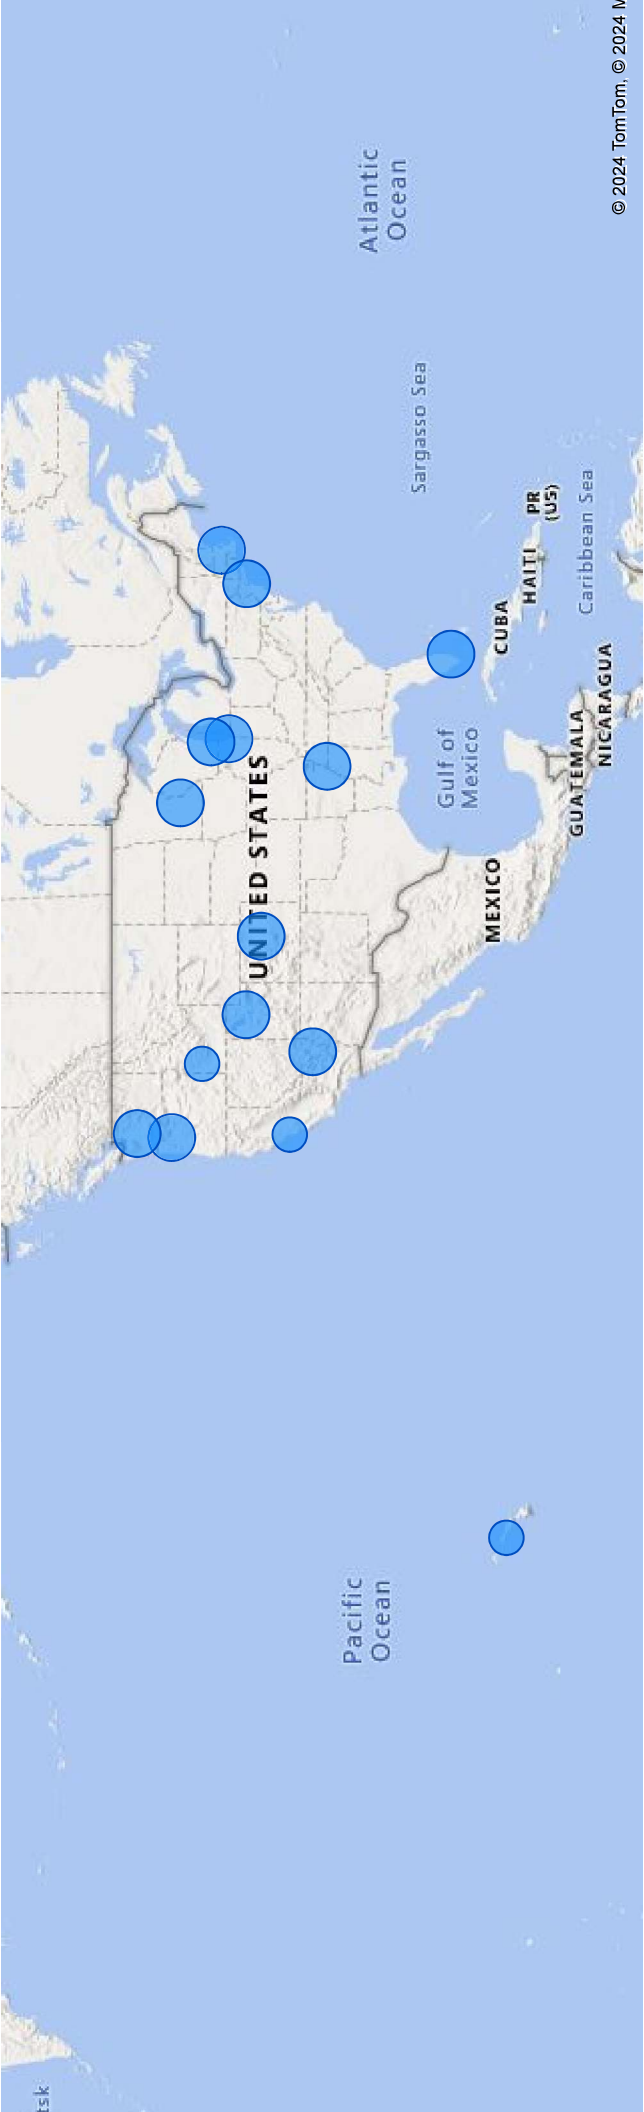 tsk
Pacific
Ocean
UNITED STATES
MEXICO
Gulf of
Mexico
GUATEMALA
NICARAGUA
CUBA
HAITI
PR
(US)
Caribbean Sea
Sargasso Sea
Atlantic
Ocean
© 2024 TomTom, © 2024 M